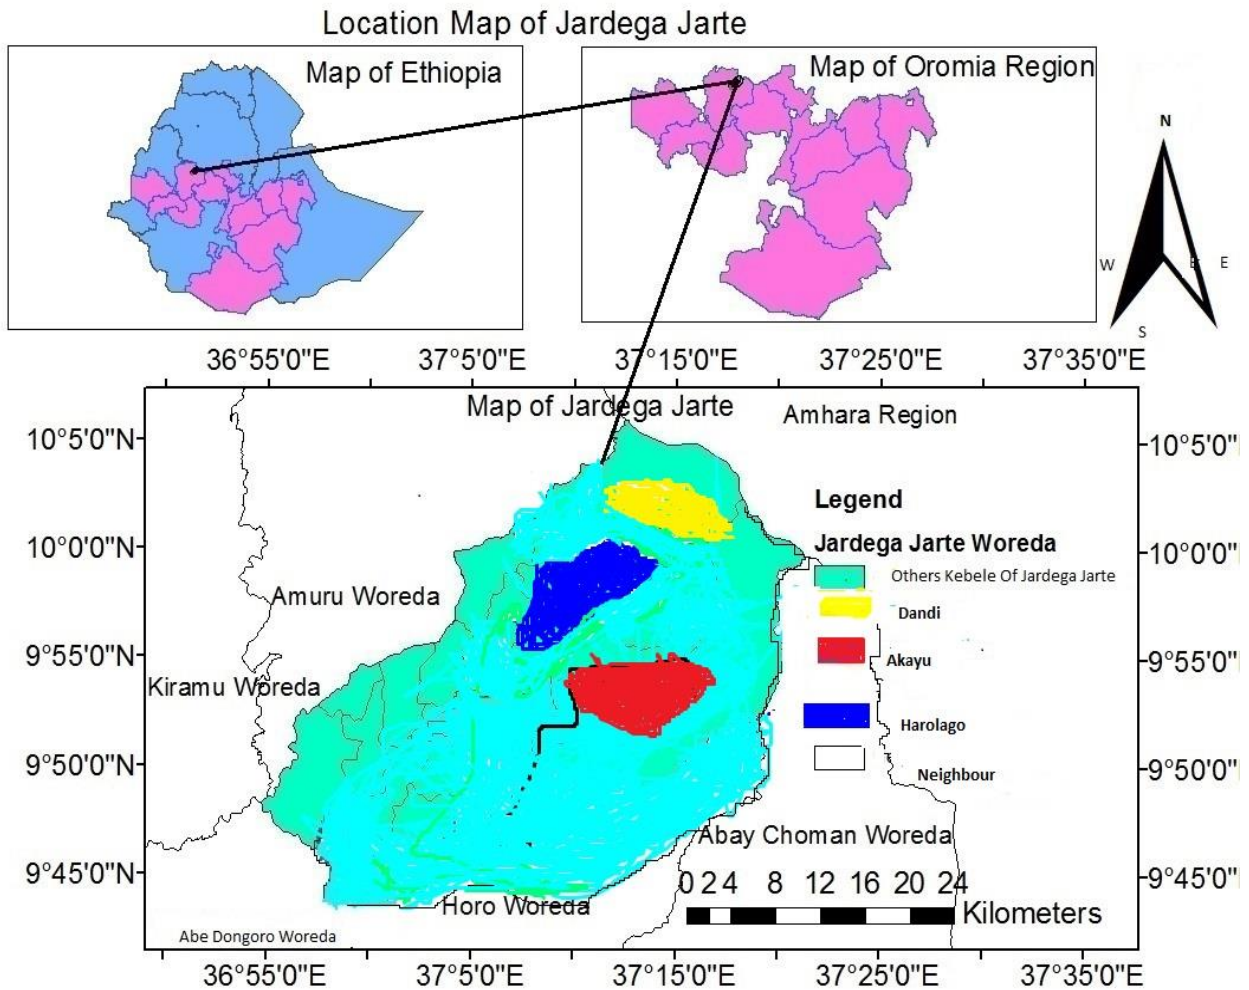 Location Map of Jardega Jarte
Map of Ethiopia
Map of Oromia Region
N
W
E
E
S
36°55'0"E 37°5'0"E 37°15'0"E 37°25'0"E 37°35'0"E
Map of Jardega Jarte
Amhara Region
10°5'0"N
10°5'0"N
Legend
Jardega Jarte Woreda
10°0'0"N
10°0'0"N
Others Kebele Of Jardega Jarte
Amuru Woreda
Dandi
9°55'0"N
9°55'0"N
Akayu
Kiramu Woreda
Harolago
9°50'0"N
9°50'0"N
Neighbour
Abay Choman Woreda
9°45'0"N
9°45'0"N
0 2 4 8 12 16 20 24
Kilometers
Horo Woreda
Abe Dongoro Woreda
36°55'0"E 37°5'0"E 37°15'0"E 37°25'0"E 37°35'0"E